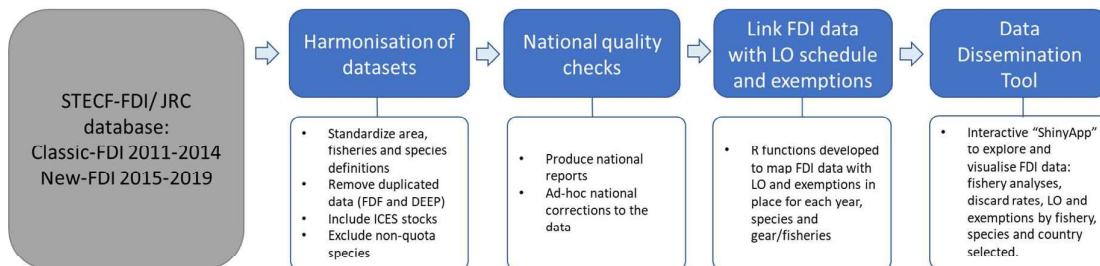 STECF-FDI/ JRC
database:
Classic-FDI 2011-2014
New-FDI 2015-2019
Harmonisation of
datasets
• Standardize area,
fisheries and species
definitions
• Remove duplicated
data (FDF and DEEP)
• Include ICES stocks
• Exclude non-quota
species
National quality
checks
• Produce national
reports
• Ad-hoc national
corrections to the
data
Link FDI data
with LO schedule
and exemptions
• R functions developed
to map FDI data with
LO and exemptions in
place for each year,
species and
gear/fisheries
Data
Dissemination
Tool
• Interactive “ShinyApp”
to explore and
visualise FDI data:
fishery analyses,
discard rates, LO and
exemptions by fishery,
species and country
selected.